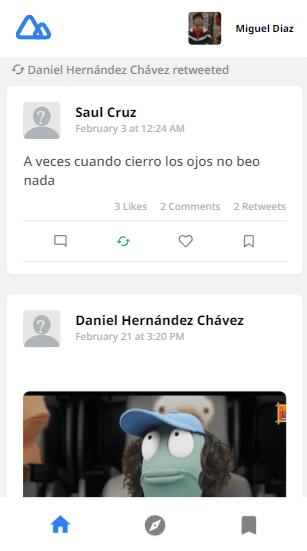 Miguel Diaz
Daniel Hernández Chávez retweeted
Saul Cruz
February 3 at 12:24 AM
A veces cuando cierro los ojos no beo
nada
3 Likes 2 Comments 2 Retweets
Daniel Hernández Chávez
February 21 at 3:20 PM